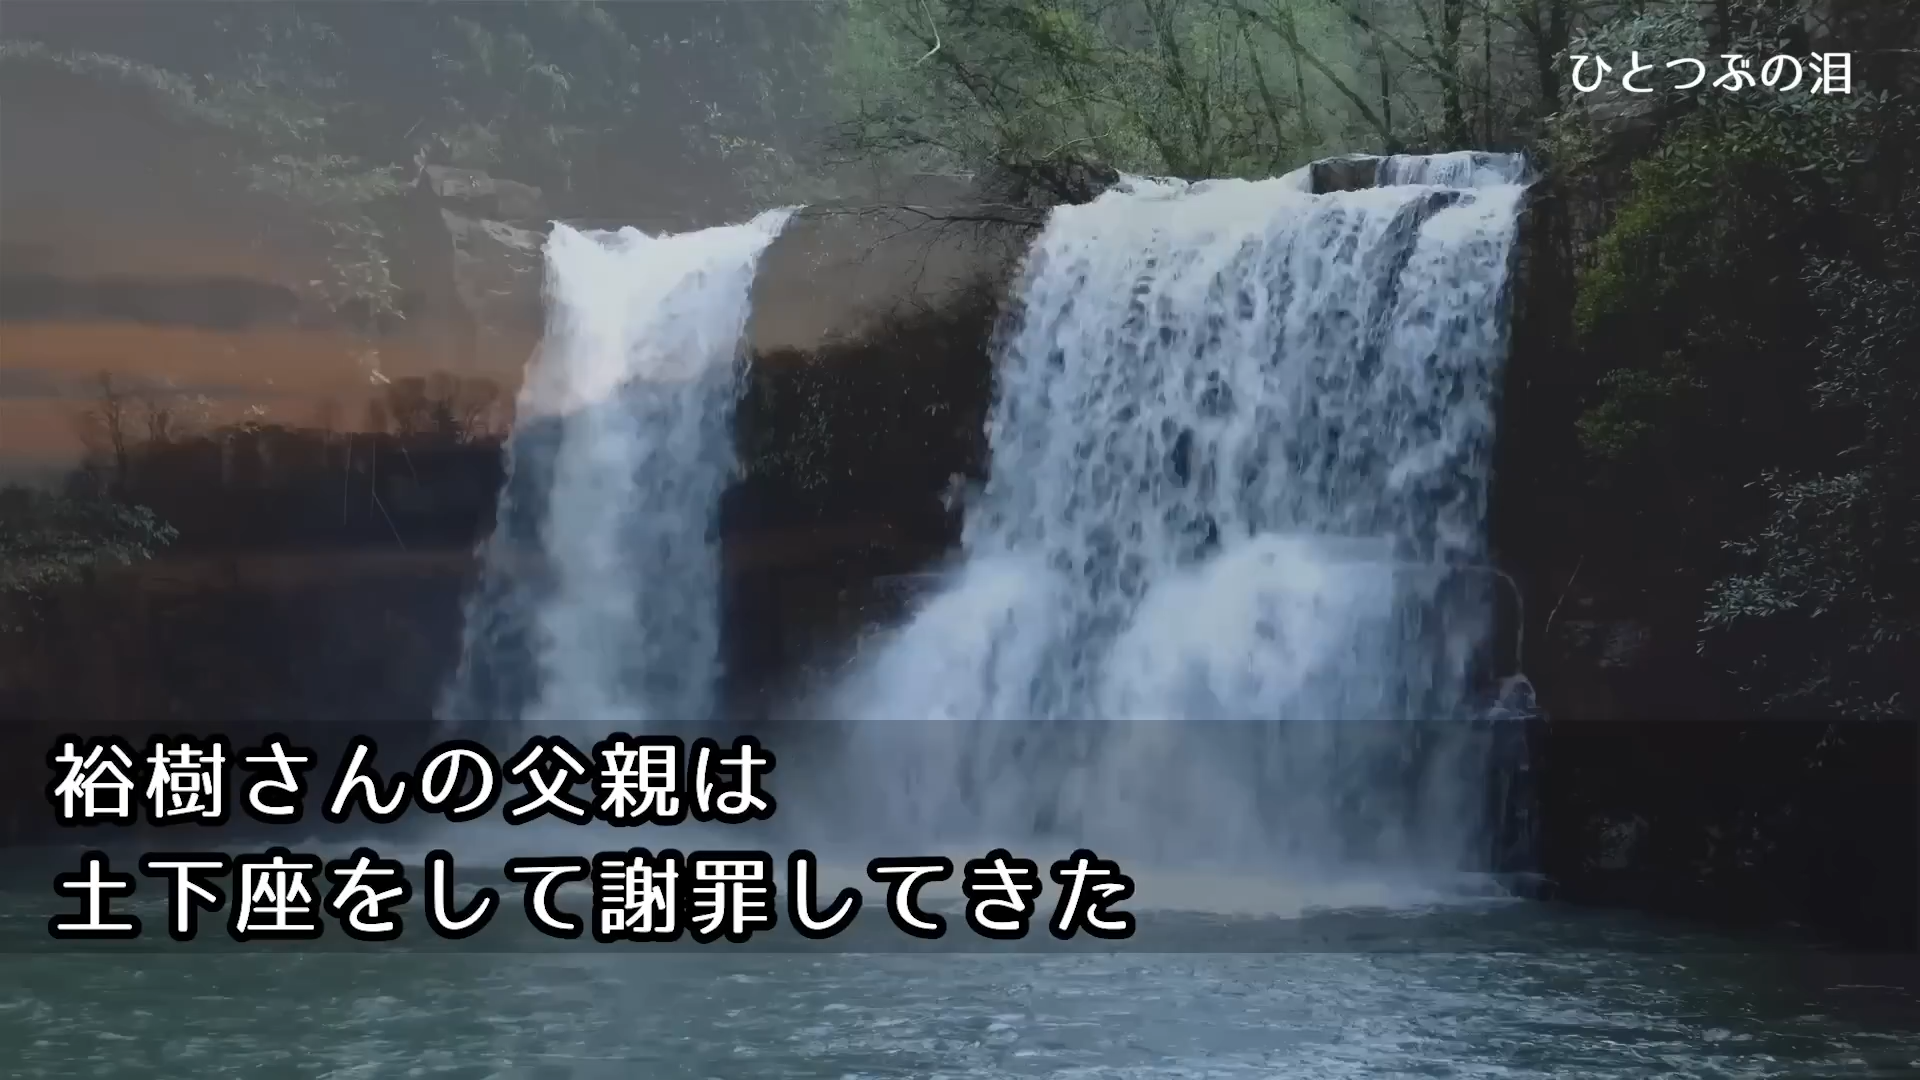 ひとつぶの泪
裕樹さんの父親は
土下座をして謝罪してきた